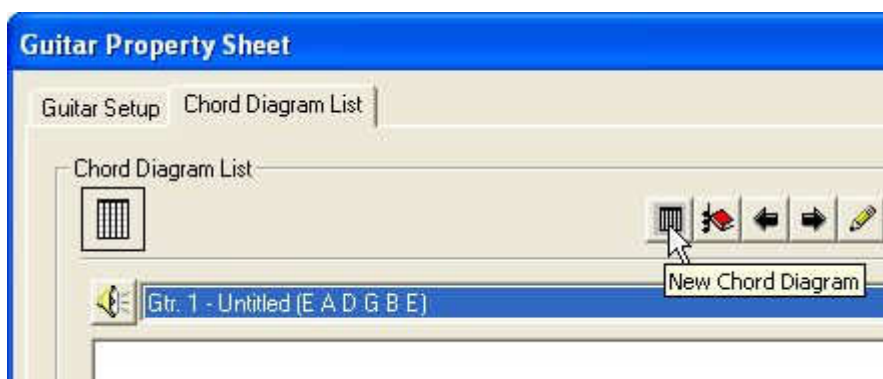 Guitar Property Sheet
Guitar Setup Chord Diagram List
Chord Diagram List
New Chord Diagram
Gtr. 1 - Untitled (E A D G B E)